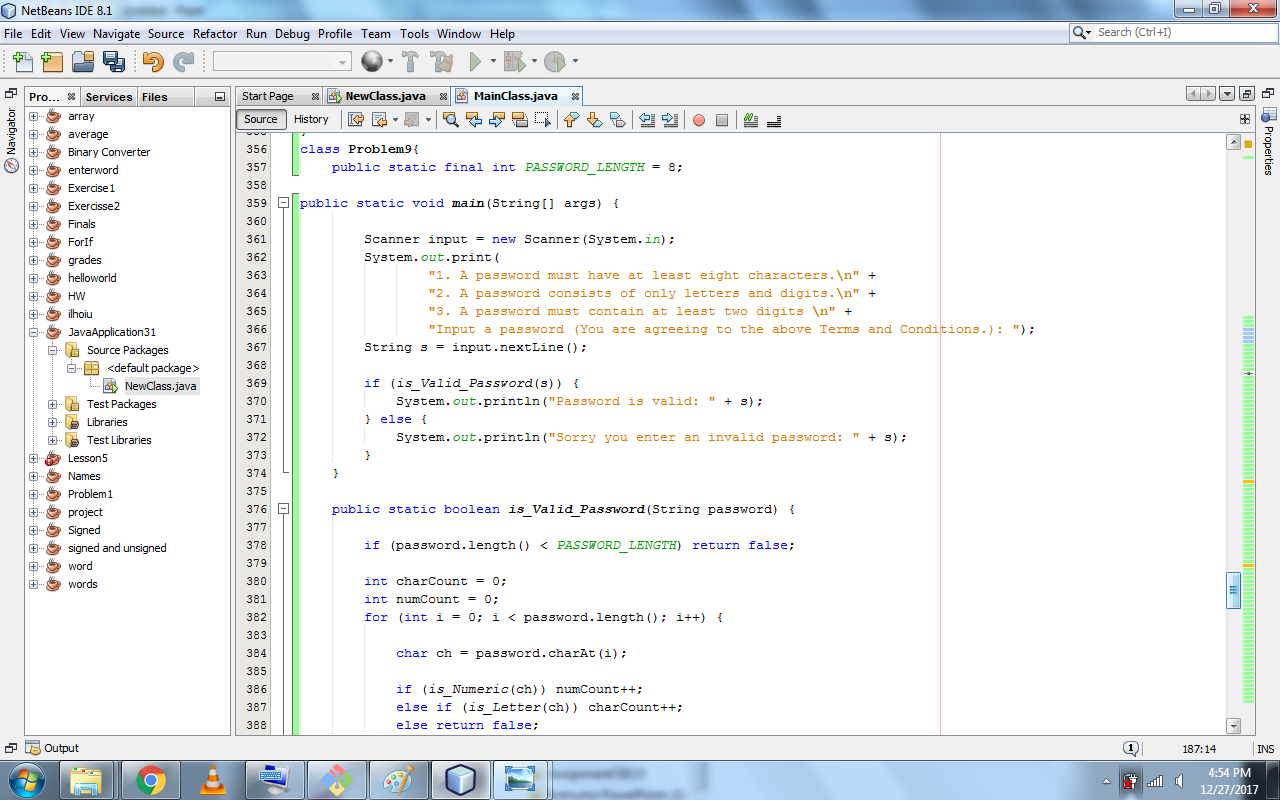 NetBeans IDE 8.1
File Edit View Navigate Source Refactor Run Debug Profile Team Tools Window Help
Search (Ctrl+I)
Pro... Services Files
Start Page NewClass.java MainClass.java
Navigator
Properties
Source History
array
average
Binary Converter
enterword
Exercise1
Exercisse2
Finals
ForIf
grades
helloworld
HW
ilhoiu
JavaApplication31
Source Packages
<default package>
NewClass.java
Test Packages
Libraries
Test Libraries
Lesson5
Names
Problem1
project
Signed
signed and unsigned
word
words
356 class Problem9{
357 public static final int PASSWORD_LENGTH = 8;
358
359 public static void main(String[] args) {
360
361 Scanner input = new Scanner(System.in);
362 System.out.print(
363 "1. A password must have at least eight characters.\n" +
364 "2. A password consists of only letters and digits.\n" +
365 "3. A password must contain at least two digits \n" +
366 "Input a password (You are agreeing to the above Terms and Conditions.): ");
367 String s = input.nextLine();
368
369 if (is_Valid_Password(s)) {
370 System.out.println("Password is valid: " + s);
371 } else {
372 System.out.println("Sorry you enter an invalid password: " + s);
373 }
374 }
375
376 public static boolean is_Valid_Password(String password) {
377
378 if (password.length() < PASSWORD_LENGTH) return false;
379
380 int charCount = 0;
381 int numCount = 0;
382 for (int i = 0; i < password.length(); i++) {
383
384 char ch = password.charAt(i);
385
386 if (is_Numeric(ch)) numCount++;
387 else if (is_Letter(ch)) charCount++;
388 else return false;
Output
1
187:14
INS
4:54 PM
12/27/2017